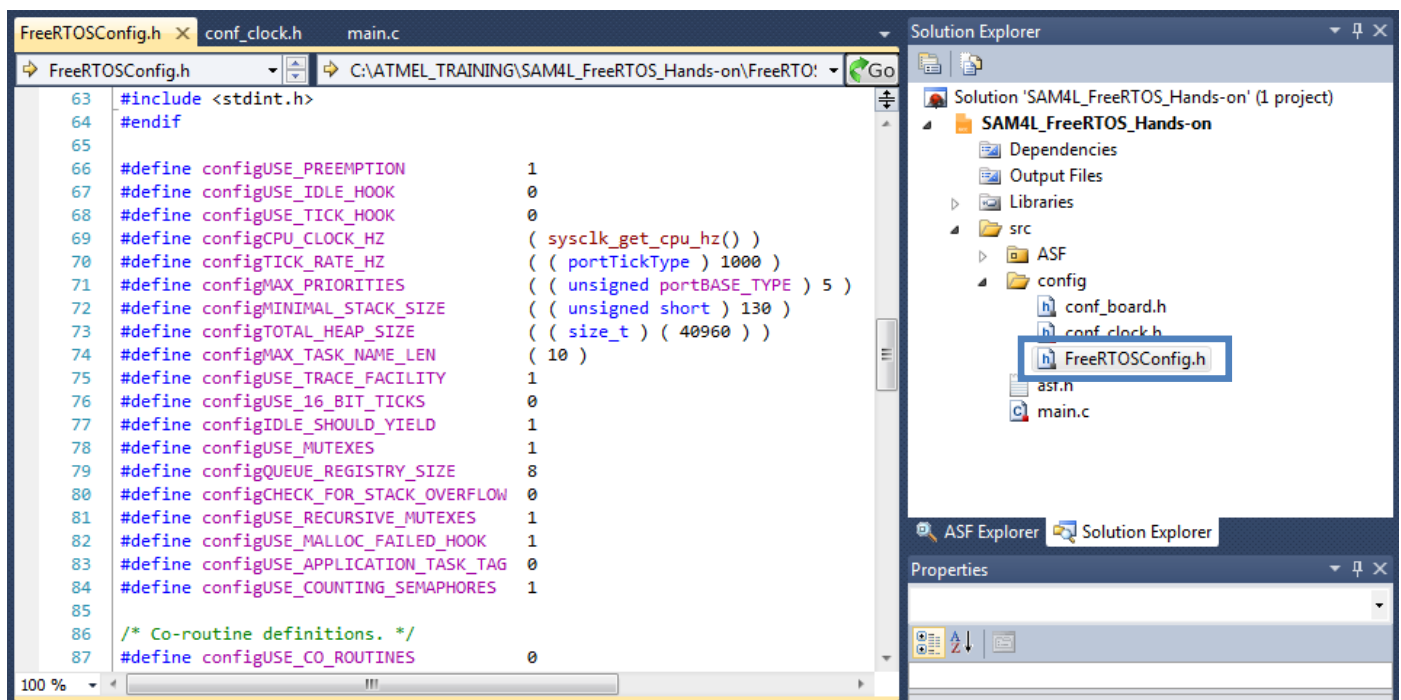 FreeRTOSConfig.h conf_clock.h main.c
FreeRTOSConfig.h C:\ATMEL_TRAINING\SAM4L_FreeRTOS_Hands-on\FreeRTO! Go
63 #include <stdint.h>
64 #endif
65
66 #define configUSE_PREEMPTION 1
67 #define configUSE_IDLE_HOOK 0
68 #define configUSE_TICK_HOOK 0
69 #define configCPU_CLOCK_HZ ( sysclk_get_cpu_hz() )
70 #define configTICK_RATE_HZ ( ( portTickType ) 1000 )
71 #define configMAX_PRIORITIES ( ( unsigned portBASE_TYPE ) 5 )
72 #define configMINIMAL_STACK_SIZE ( ( unsigned short ) 130 )
73 #define configTOTAL_HEAP_SIZE ( ( size_t ) ( 40960 ) )
74 #define configMAX_TASK_NAME_LEN ( 10 )
75 #define configUSE_TRACE_FACILITY 1
76 #define configUSE_16_BIT_TICKS 0
77 #define configIDLE_SHOULD_YIELD 1
78 #define configUSE_MUTEXES 1
79 #define configQUEUE_REGISTRY_SIZE 8
80 #define configCHECK_FOR_STACK_OVERFLOW 0
81 #define configUSE_RECURSIVE_MUTEXES 1
82 #define configUSE_MALLOC_FAILED_HOOK 1
83 #define configUSE_APPLICATION_TASK_TAG 0
84 #define configUSE_COUNTING_SEMAPHORES 1
85
86 /* Co-routine definitions. */
87 #define configUSE_CO_ROUTINES 0
100 %
Solution Explorer
Solution 'SAM4L_FreeRTOS_Hands-on' (1 project)
SAM4L_FreeRTOS_Hands-on
Dependencies
Output Files
Libraries
src
ASF
config
conf_board.h
conf_clock.h
FreeRTOSConfig.h
asf.h
main.c
ASF Explorer Solution Explorer
Properties